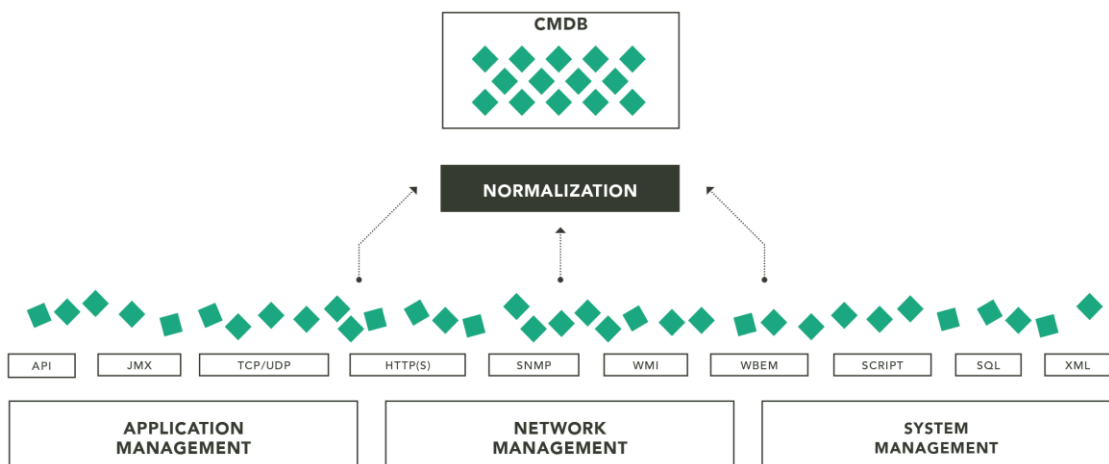 CMDB
NORMALIZATION
API
JMX
TCP/UDP
HTTP(S)
SNMP
WMI
WBEM
SCRIPT
SQL
XML
APPLICATION
MANAGEMENT
NETWORK
MANAGEMENT
SYSTEM
MANAGEMENT